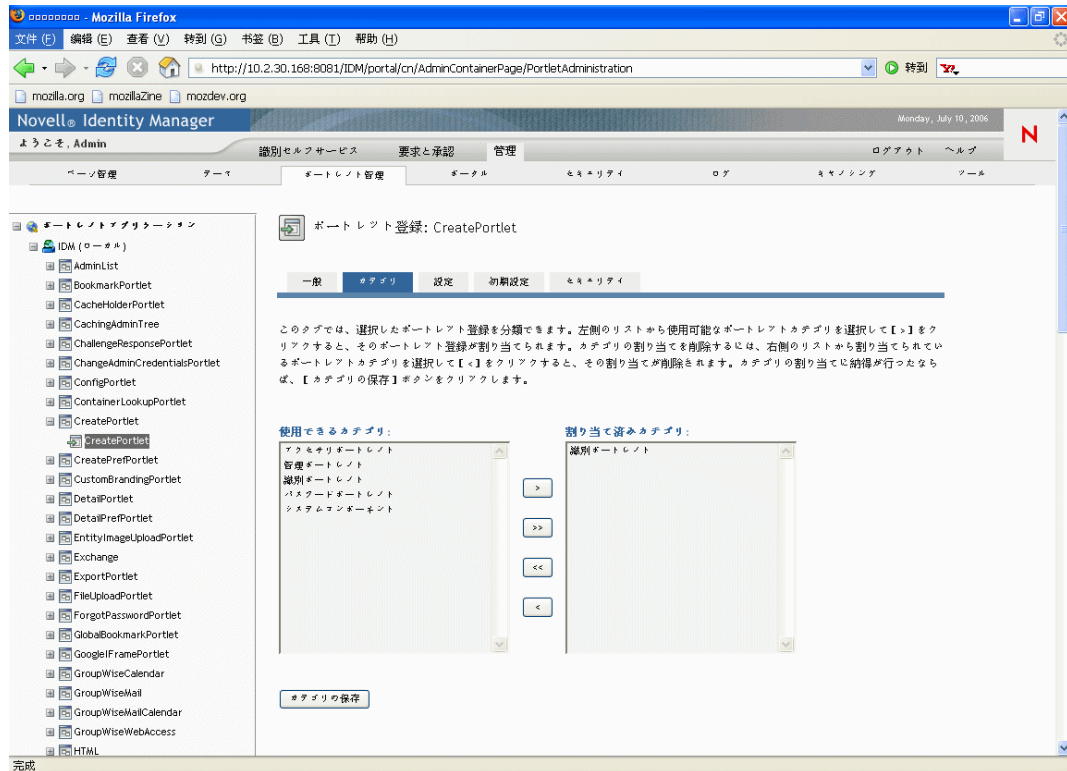 □□□□□□□□ - Mozilla Firefox
文件 (F) 编辑 (E) 查看 (V) 转到 (G) 书签 (B) 工具 (T) 帮助 (H)
http://10.2.30.168:8081/IDM/portal/cn/AdminContainerPage/PortletAdministration
转到
mozilla.org mozillaZine mozdev.org
Novell® Identity Manager
Monday, July 10, 2006
N
ようこそ, Admin
識別セルフサービス 要求と承認 管理
ログアウト ヘルプ
ページ管理 テーマ ポートレット管理 ポータル セキュリティ ログ キャッシング ツール
ポートレットアプリケーション
IDM (ローカル)
AdminList
BookmarkPortlet
CacheHolderPortlet
CachingAdminTree
ChallengeResponsePortlet
ChangeAdminCredentialsPortlet
ConfigPortlet
ContainerLookupPortlet
CreatePortlet
CreatePortlet
CreatePrefPortlet
CustomBrandingPortlet
DetailPortlet
DetailPrefPortlet
EntityImageUploadPortlet
Exchange
ExportPortlet
FileUploadPortlet
ForgotPasswordPortlet
GlobalBookmarkPortlet
GoogleIFramePortlet
GroupWiseCalendar
GroupWiseMail
GroupWiseMailCalendar
GroupWiseWebAccess
HTML
ポートレット登録: CreatePortlet
一般 カテゴリ 設定 初期設定 セキュリティ
このタブでは、選択したポートレット登録を分類できます。左側のリストから使用可能なポートレットカテゴリを選択して[>]をク
リックすると、そのポートレット登録が割り当てられます。カテゴリの割り当てを削除するには、右側のリストから割り当てられてい
るポートレットカテゴリを選択して[<]をクリックすると、その割り当てが削除されます。カテゴリの割り当てに納得が行ったなら
ば、[カテゴリの保存]ボタンをクリックします。
使用できるカテゴリ:
アクセサリポートレット
管理ポートレット
識別ポートレット
パスワードポートレット
システムコンポーネント
>
>>
<<
<
割り当て済みカテゴリ:
識別ポートレット
カテゴリの保存
完成